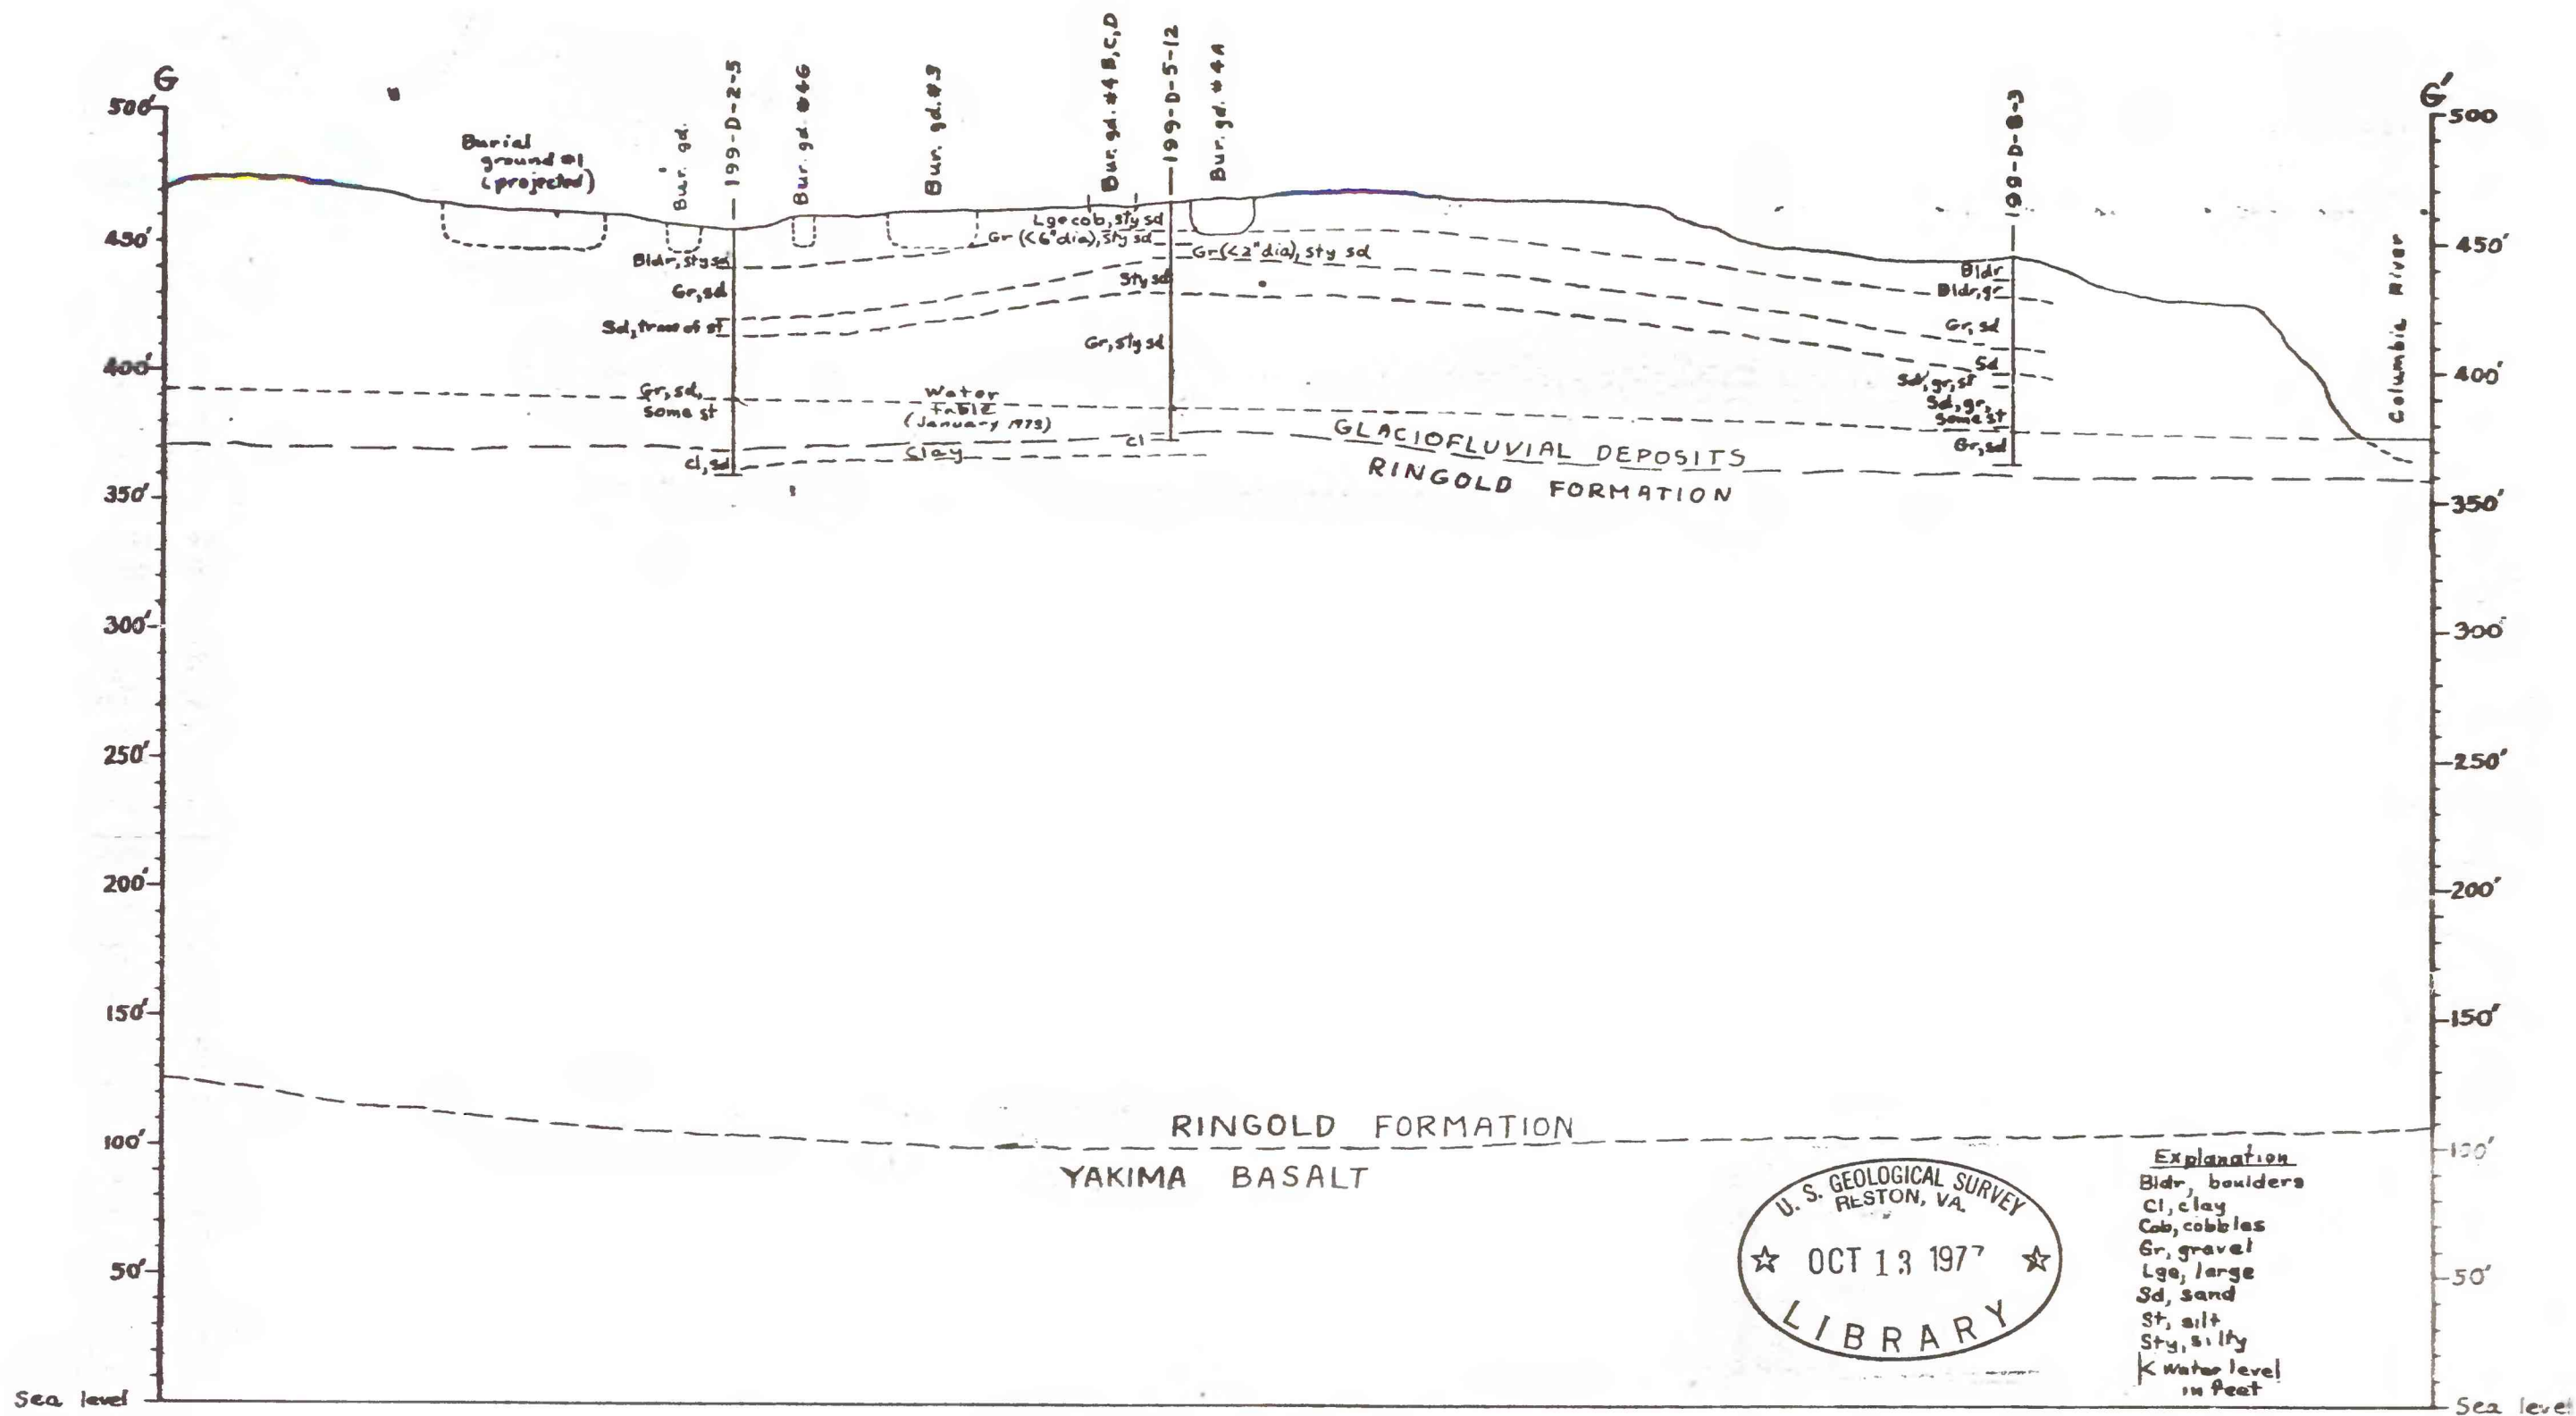 G
G'
500'
450'
400'
350'
300'
250'
200'
150'
100'
50'
Sea level
Burial
ground #1
(projected)
Bur. gd.
199-D-2-5
Bur. gd. #4G
Bur. gd. #3
Bur. gd. #4 B,C,D
199-D-5-12
Bur. gd. #4A
199-D-8-3
Columbia River
Lge cob, sty sd
Gr (<6" dia), sty sd
Gr (<2" dia), sty sd
Bldr, sty sd
Gr, sd
Sd, trace of st
Gr, sd,
some st
Cl, sd
Sty sd
Gr, sty sd
Cl
Water
table
(January 1973)
Clay
Bldr
Bldr, gr
Gr, sd
Sd
Sd, gr, st
Sd, gr,
some st
Gr, sd
GLACIOFLUVIAL DEPOSITS
RINGOLD FORMATION
RINGOLD FORMATION
YAKIMA BASALT
500
450'
400'
350'
300'
250'
200'
150'
100'
50'
Sea level
U. S. GEOLOGICAL SURVEY
RESTON, VA.
OCT 13 1977
LIBRARY
Explanation
Bldr, boulders
Cl, clay
Cob, cobbles
Gr, gravel
Lge, large
Sd, sand
St, silt
Sty, silty
Water level
in feet